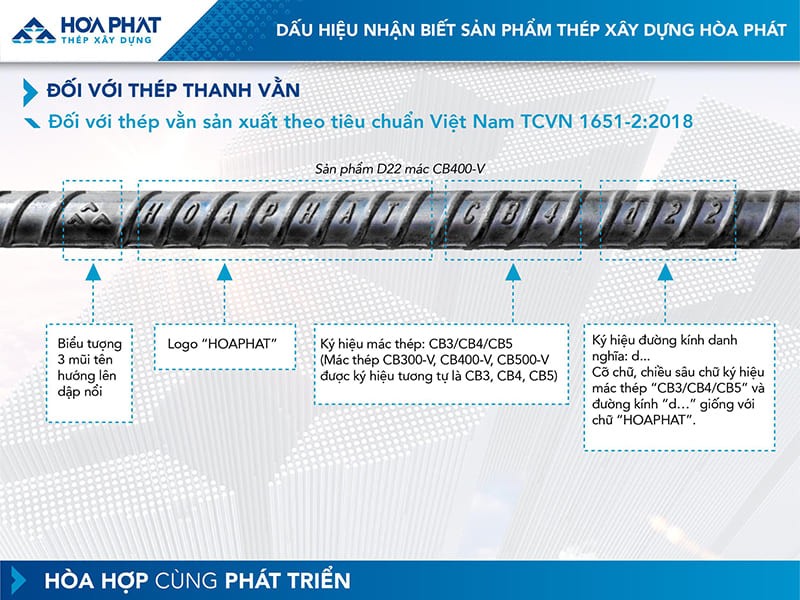 HOA PHAT
THÉP XÂY DỰNG
DẤU HIỆU NHẬN BIẾT SẢN PHẨM THÉP XÂY DỰNG HÒA PHÁT
ĐỐI VỚI THÉP THANH VẰN
Đối với thép vằn sản xuất theo tiêu chuẩn Việt Nam TCVN 1651-2:2018
Sản phẩm D22 mác CB400-V
HOAPHAT CB4 d22
Biểu tượng
3 mũi tên
hướng lên
dập nổi
Logo “HOAPHAT”
Ký hiệu mác thép: CB3/CB4/CB5
(Mác thép CB300-V, CB400-V, CB500-V
được ký hiệu tương tự là CB3, CB4, CB5)
Ký hiệu đường kính danh
nghĩa: d...
Cỡ chữ, chiều sâu chữ ký hiệu
mác thép “CB3/CB4/CB5” và
đường kính “d…” giống với
chữ “HOAPHAT”.
HÒA HỢP CÙNG PHÁT TRIỂN